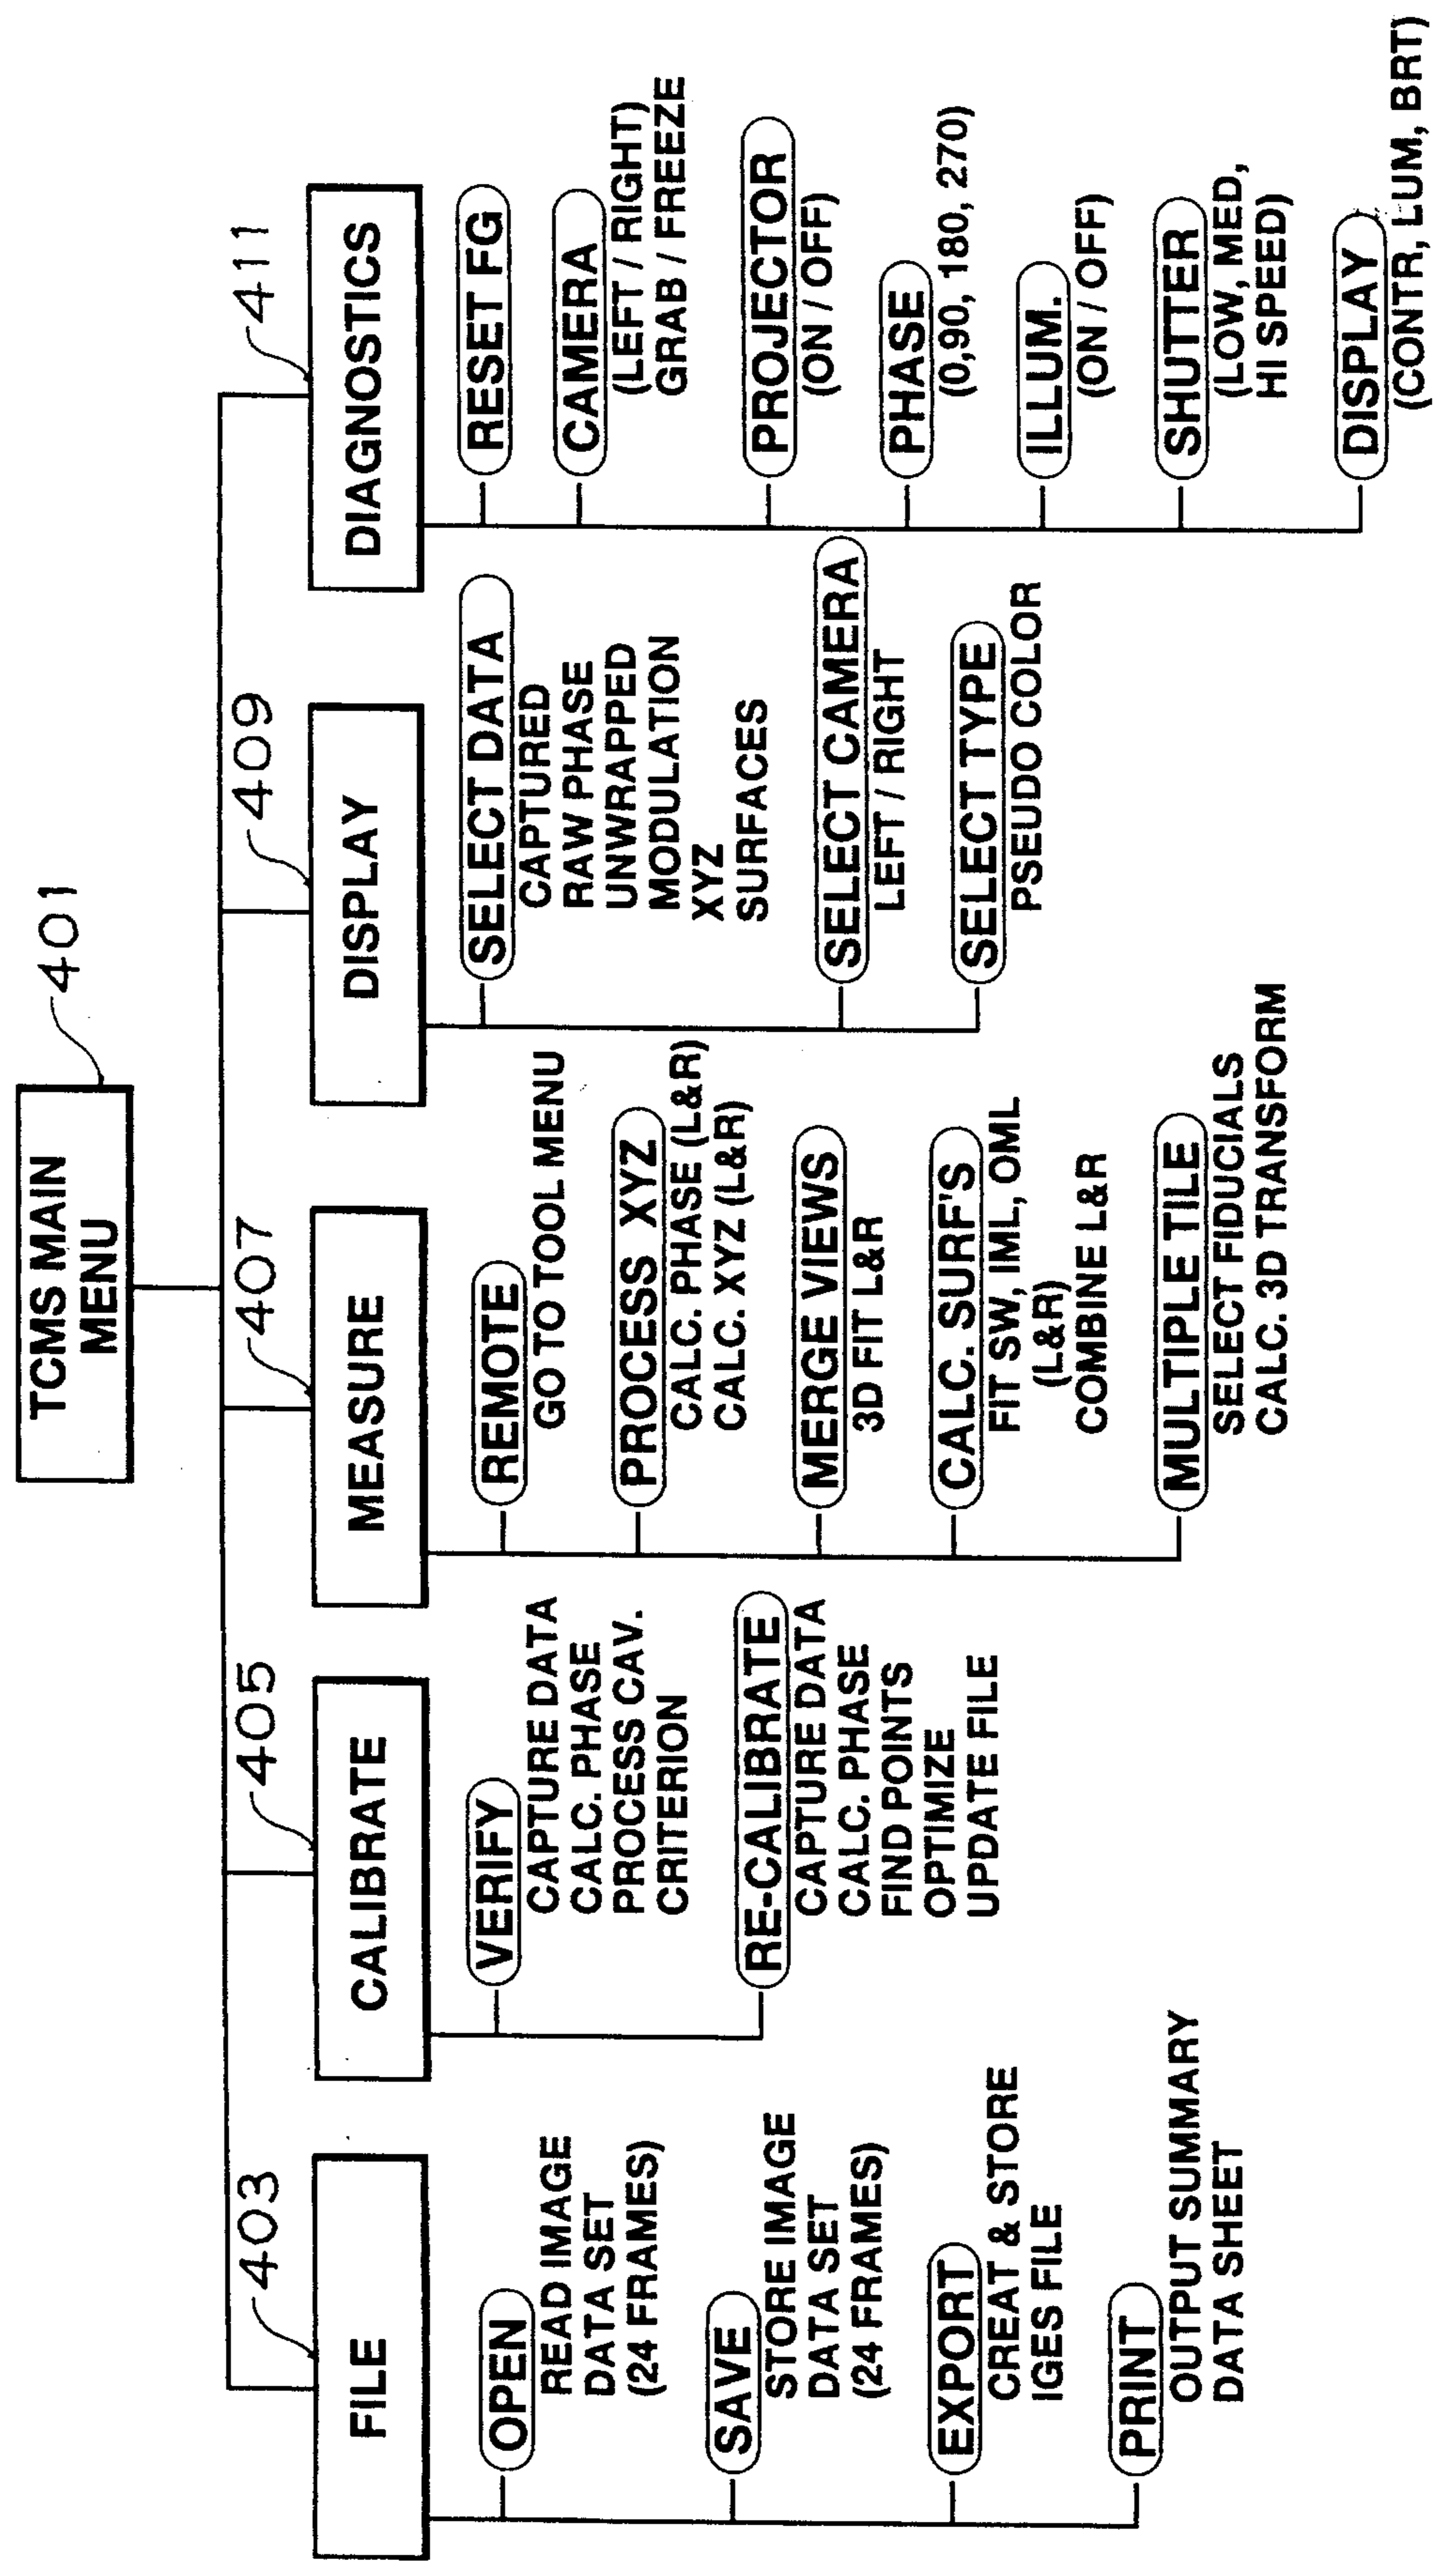 TCMS MAIN
MENU
401
403
FILE
OPEN
READ IMAGE
DATA SET
(24 FRAMES)
SAVE
STORE IMAGE
DATA SET
(24 FRAMES)
EXPORT
CREAT & STORE
IGES FILE
PRINT
OUTPUT SUMMARY
DATA SHEET
405
CALIBRATE
VERIFY
CAPTURE DATA
CALC. PHASE
PROCESS CAV.
CRITERION
RE-CALIBRATE
CAPTURE DATA
CALC. PHASE
FIND POINTS
OPTIMIZE
UPDATE FILE
407
MEASURE
REMOTE
GO TO TOOL MENU
PROCESS XYZ
CALC. PHASE (L&R)
CALC. XYZ (L&R)
MERGE VIEWS
3D FIT L&R
CALC. SURF'S
FIT SW, IML, OML
(L&R)
COMBINE L&R
MULTIPLE TILE
SELECT FIDUCIALS
CALC. 3D TRANSFORM
409
DISPLAY
SELECT DATA
CAPTURED
RAW PHASE
UNWRAPPED
MODULATION
XYZ
SURFACES
SELECT CAMERA
LEFT / RIGHT
SELECT TYPE
PSEUDO COLOR
411
DIAGNOSTICS
RESET FG
CAMERA
(LEFT / RIGHT)
GRAB / FREEZE
PROJECTOR
(ON / OFF)
PHASE
(0,90, 180, 270)
ILLUM.
(ON / OFF)
SHUTTER
(LOW, MED,
HI SPEED)
DISPLAY
(CONTR, LUM, BRT)